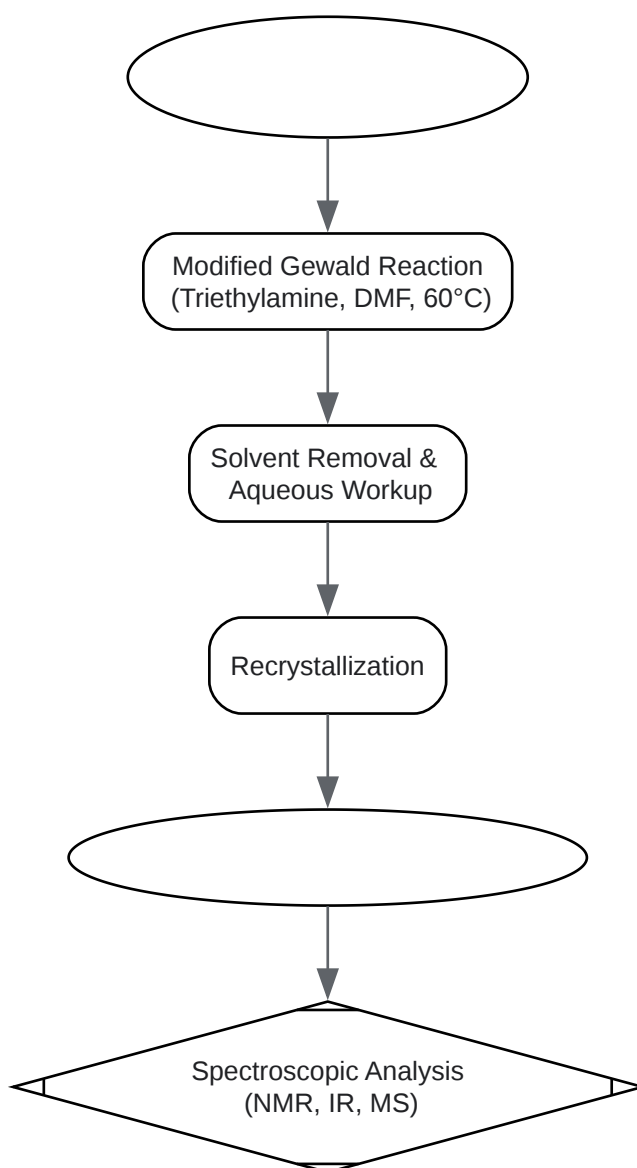 Modified Gewald Reaction
(Triethylamine, DMF, 60°C)
Solvent Removal &
Aqueous Workup
Recrystallization
Spectroscopic Analysis
(NMR, IR, MS)